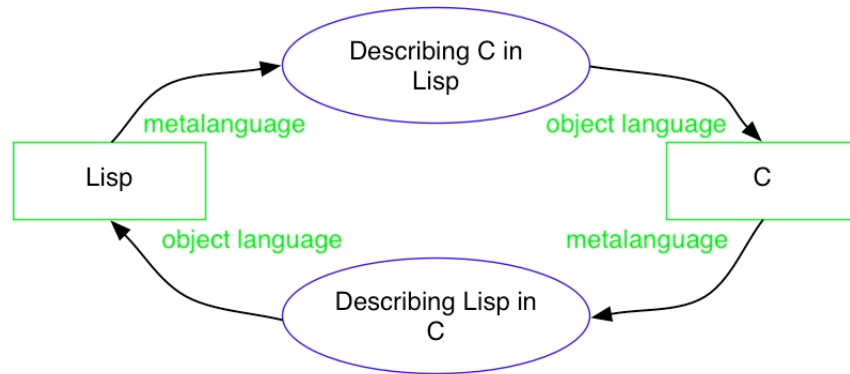 Describing C in
Lisp
metalanguage
object language
Lisp
C
object language
metalanguage
Describing Lisp in
C